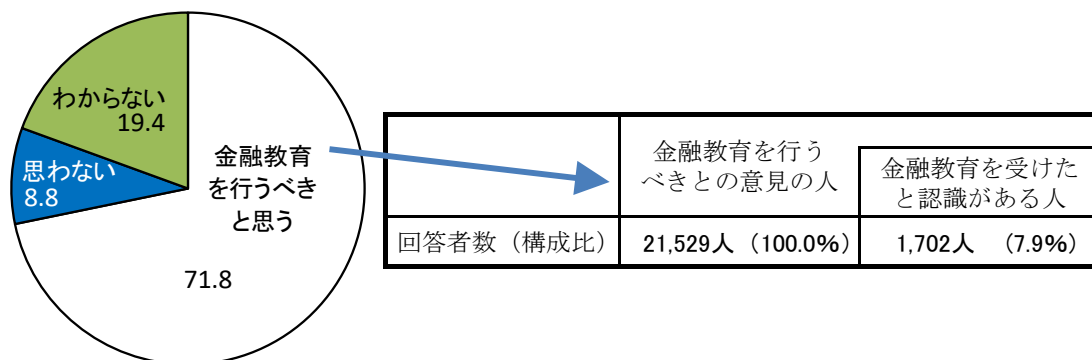 わからない
19.4
思わない
8.8
金融教育
を行うべき
と思う
71.8
金融教育を行う
べきとの意見の人
金融教育を受けた
と認識がある人
回答者数（構成比）
21,529人（100.0%）
1,702人 （7.9%）